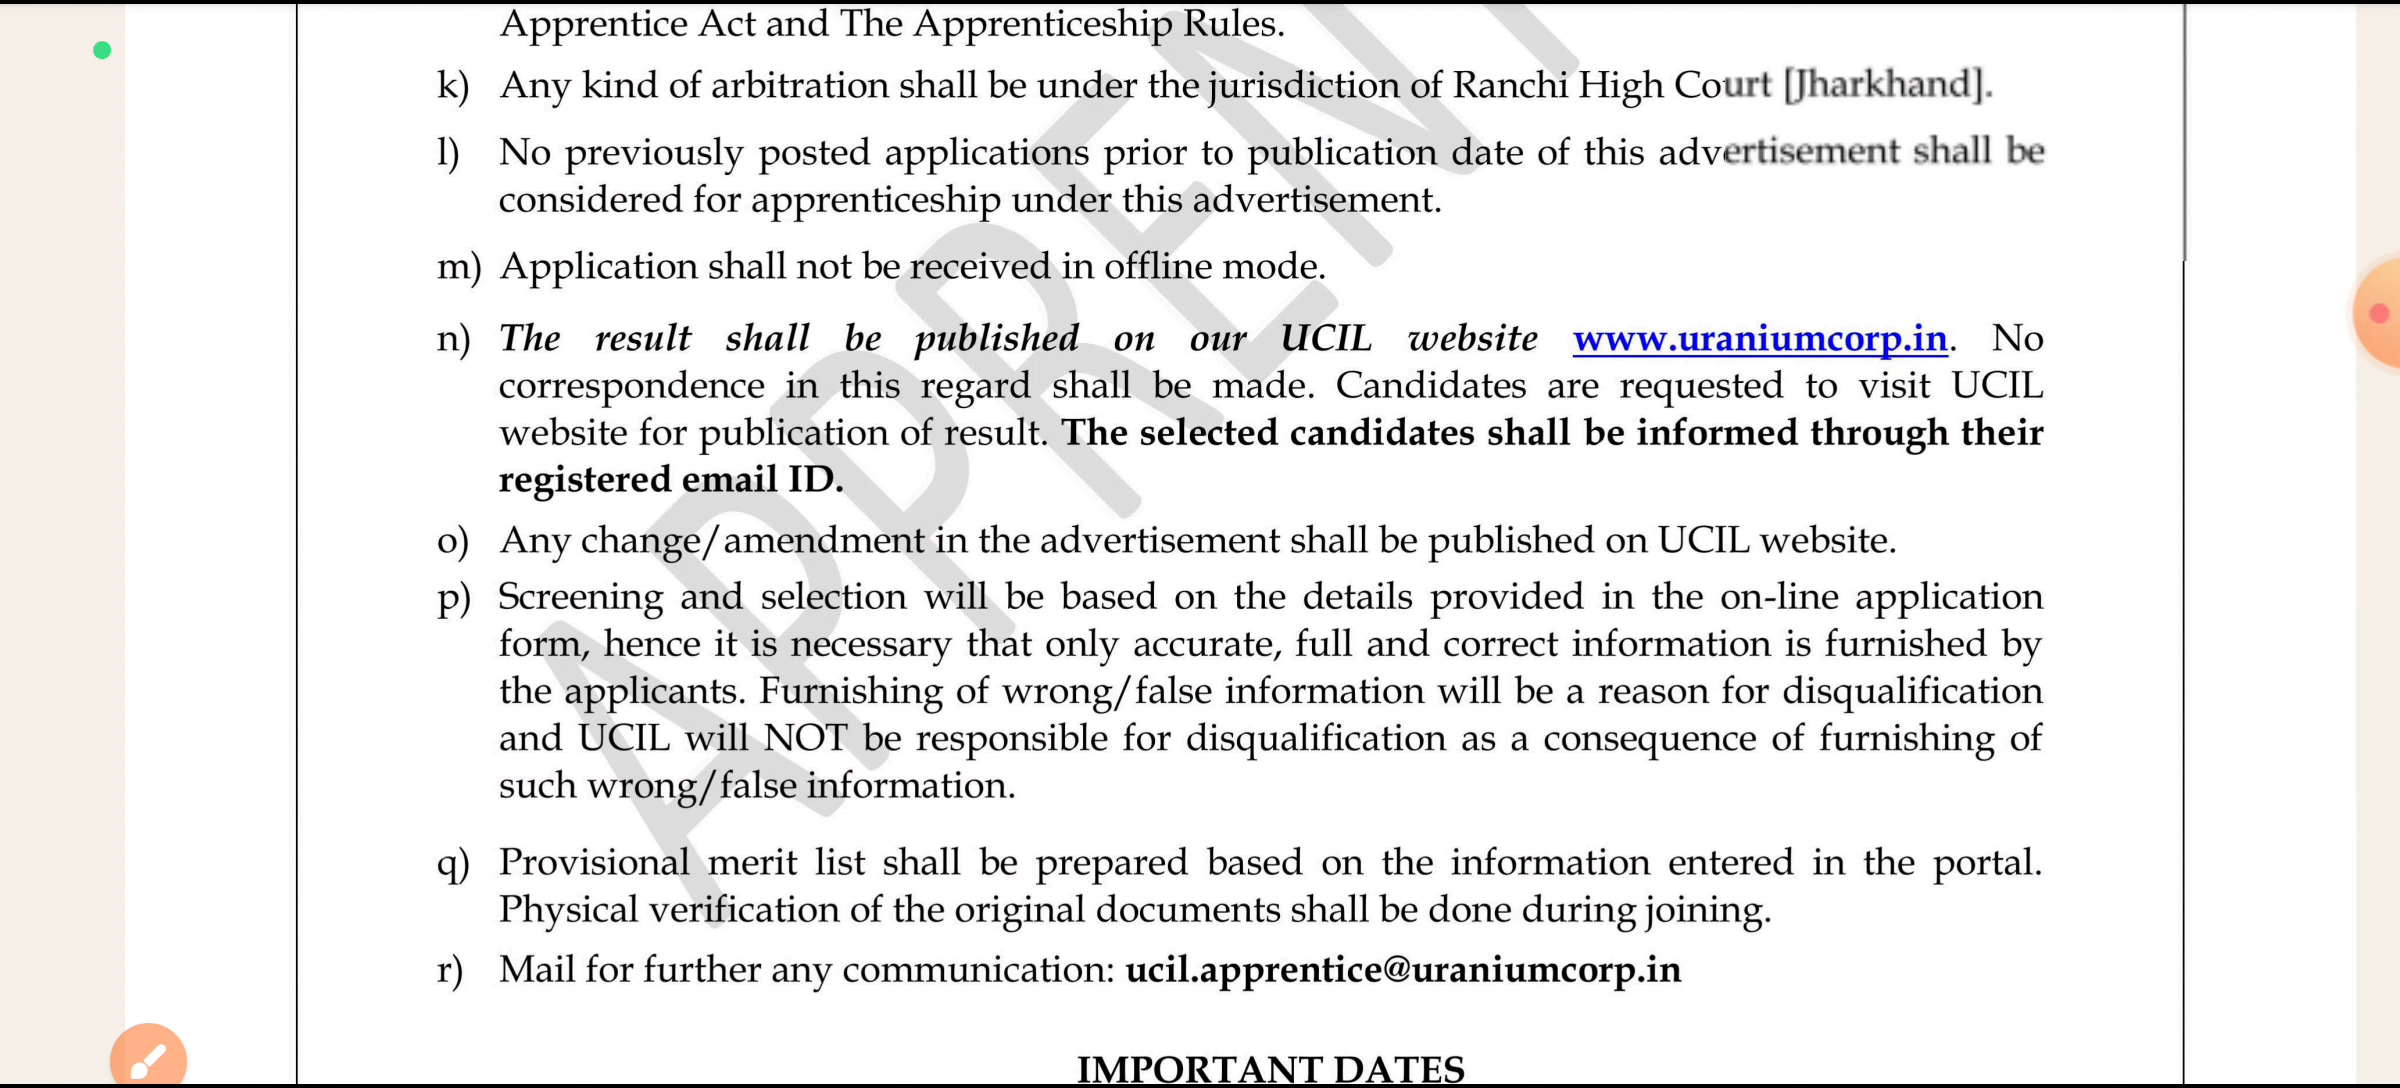 Apprentice Act and The Apprenticeship Rules.
k) Any kind of arbitration shall be under the jurisdiction of Ranchi High Court [Jharkhand].
l) No previously posted applications prior to publication date of this advertisement shall be
considered for apprenticeship under this advertisement.
m) Application shall not be received in offline mode.
n) The result shall be published on our UCIL website www.uraniumcorp.in. No
correspondence in this regard shall be made. Candidates are requested to visit UCIL
website for publication of result. The selected candidates shall be informed through their
registered email ID.
o) Any change/amendment in the advertisement shall be published on UCIL website.
p) Screening and selection will be based on the details provided in the on-line application
form, hence it is necessary that only accurate, full and correct information is furnished by
the applicants. Furnishing of wrong/false information will be a reason for disqualification
and UCIL will NOT be responsible for disqualification as a consequence of furnishing of
such wrong/false information.
q) Provisional merit list shall be prepared based on the information entered in the portal.
Physical verification of the original documents shall be done during joining.
r) Mail for further any communication: ucil.apprentice@uraniumcorp.in
IMPORTANT DATES